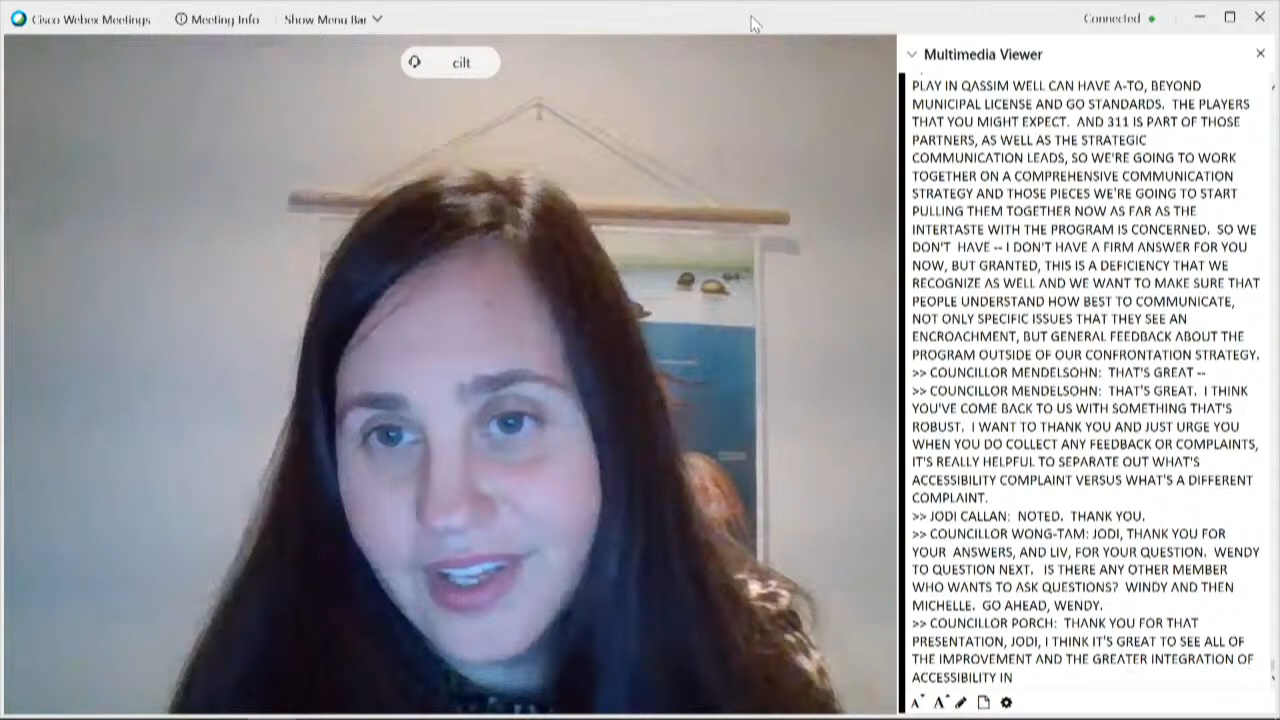 Cisco Webex Meetings
Meeting Info
Show Menu Bar
Connected
cilt
Multimedia Viewer
PLAY IN QASSIM WELL CAN HAVE A-TO, BEYOND
MUNICIPAL LICENSE AND GO STANDARDS.  THE PLAYERS
THAT YOU MIGHT EXPECT.  AND 311 IS PART OF THOSE
PARTNERS, AS WELL AS THE STRATEGIC
COMMUNICATION LEADS, SO WE'RE GOING TO WORK
TOGETHER ON A COMPREHENSIVE COMMUNICATION
STRATEGY AND THOSE PIECES WE'RE GOING TO START
PULLING THEM TOGETHER NOW AS FAR AS THE
INTERTASTE WITH THE PROGRAM IS CONCERNED.  SO WE
DON'T  HAVE -- I DON'T HAVE A FIRM ANSWER FOR YOU
NOW, BUT GRANTED, THIS IS A DEFICIENCY THAT WE
RECOGNIZE AS WELL AND WE WANT TO MAKE SURE THAT
PEOPLE UNDERSTAND HOW BEST TO COMMUNICATE,
NOT ONLY SPECIFIC ISSUES THAT THEY SEE AN
ENCROACHMENT, BUT GENERAL FEEDBACK ABOUT THE
PROGRAM OUTSIDE OF OUR CONFRONTATION STRATEGY.
>> COUNCILLOR MENDELSOHN:  THAT'S GREAT --
>> COUNCILLOR MENDELSOHN:  THAT'S GREAT.  I THINK
YOU'VE COME BACK TO US WITH SOMETHING THAT'S
ROBUST.  I WANT TO THANK YOU AND JUST URGE YOU
WHEN YOU DO COLLECT ANY FEEDBACK OR COMPLAINTS,
IT'S REALLY HELPFUL TO SEPARATE OUT WHAT'S
ACCESSIBILITY COMPLAINT VERSUS WHAT'S A DIFFERENT
COMPLAINT.
>> JODI CALLAN:  NOTED.  THANK YOU.
>> COUNCILLOR WONG-TAM: JODI, THANK YOU FOR
YOUR  ANSWERS, AND LIV, FOR YOUR QUESTION.  WENDY
TO QUESTION NEXT.   IS THERE ANY OTHER MEMBER
WHO WANTS TO ASK QUESTIONS?  WINDY AND THEN
MICHELLE.  GO AHEAD, WENDY.
>> COUNCILLOR PORCH:  THANK YOU FOR THAT
PRESENTATION, JODI, I THINK IT'S GREAT TO SEE ALL OF
THE IMPROVEMENT AND THE GREATER INTEGRATION OF
ACCESSIBILITY IN